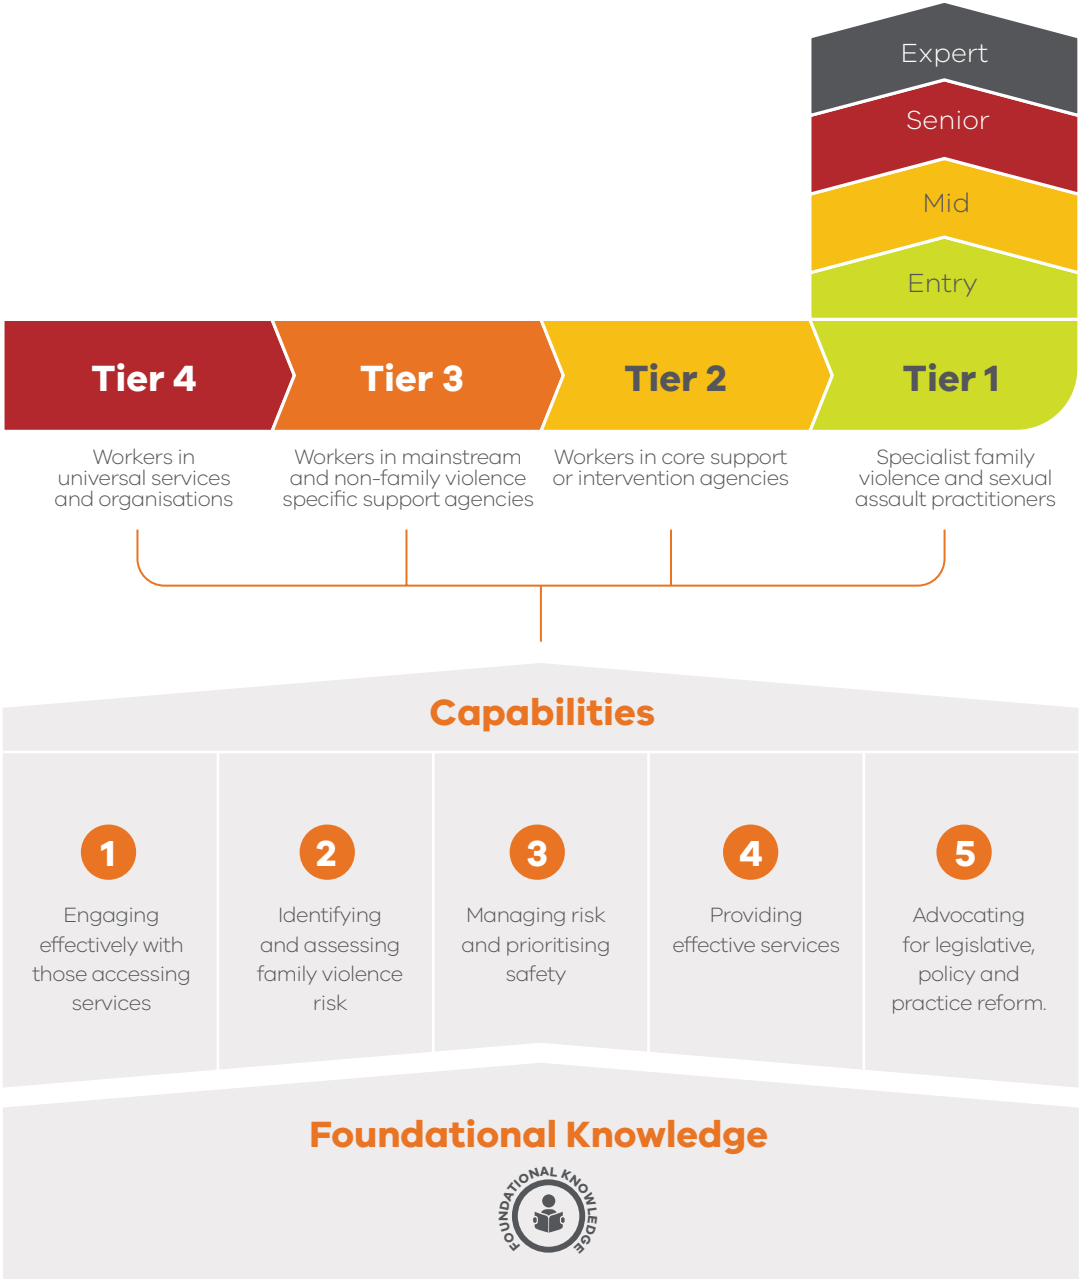 Expert
Senior
Mid
Entry
Tier 4
Tier 3
Tier 2
Tier 1
Workers in
universal services
and organisations
Workers in mainstream
and non-family violence
specific support agencies
Workers in core support
or intervention agencies
Specialist family
violence and sexual
assault practitioners
Capabilities
1
Engaging
effectively with
those accessing
services
2
Identifying
and assessing
family violence
risk
3
Managing risk
and prioritising
safety
4
Providing
effective services
5
Advocating
for legislative,
policy and
practice reform.
Foundational Knowledge
FOUNDATIONAL KNOWLEDGE